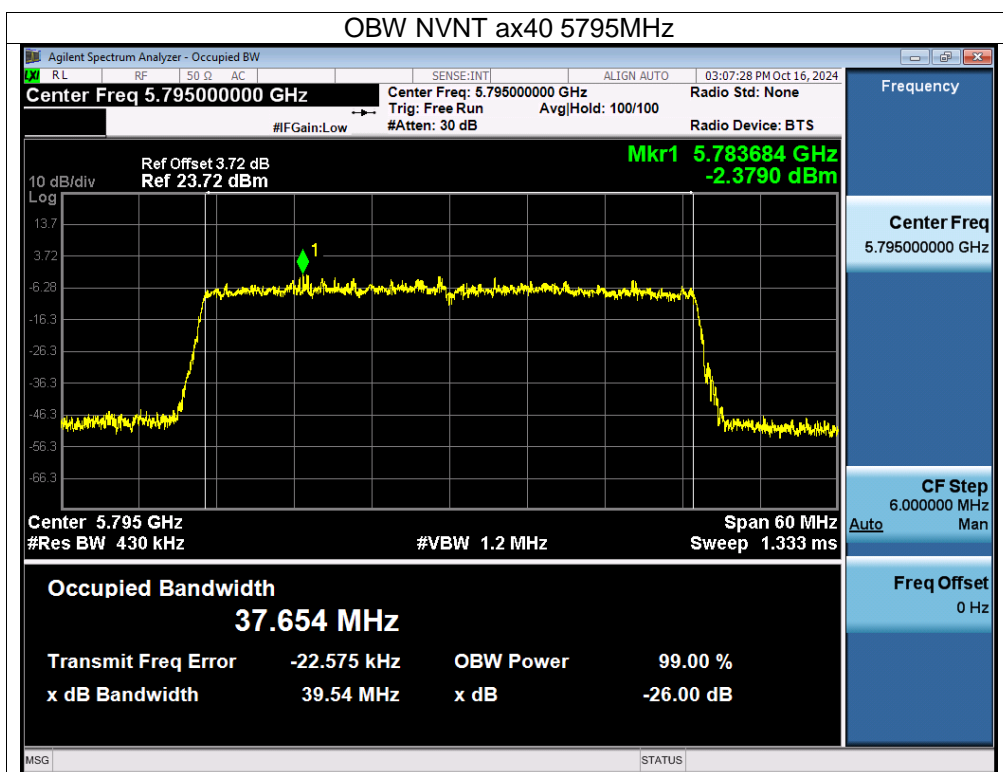 OBW NVNT ax40 5795MHz
Agilent Spectrum Analyzer - Occupied BW
LXI RL RF 50 Ω AC SENSE:INT ALIGN AUTO 03:07:28 PM Oct 16, 2024
Center Freq 5.795000000 GHz
Center Freq: 5.795000000 GHz Radio Std: None
Trig: Free Run Avg|Hold: 100/100
#IFGain:Low #Atten: 30 dB Radio Device: BTS
Frequency
Mkr1 5.783684 GHz
-2.3790 dBm
Ref Offset 3.72 dB
10 dB/div Ref 23.72 dBm
Log
13.7
3.72
-6.28
-16.3
-26.3
-36.3
-46.3
-56.3
-66.3
1
Center 5.795 GHz Span 60 MHz
#Res BW 430 kHz #VBW 1.2 MHz Sweep 1.333 ms
Center Freq
5.795000000 GHz
CF Step
6.000000 MHz
Auto Man
Freq Offset
0 Hz
Occupied Bandwidth
37.654 MHz
Transmit Freq Error -22.575 kHz OBW Power 99.00 %
x dB Bandwidth 39.54 MHz x dB -26.00 dB
MSG STATUS